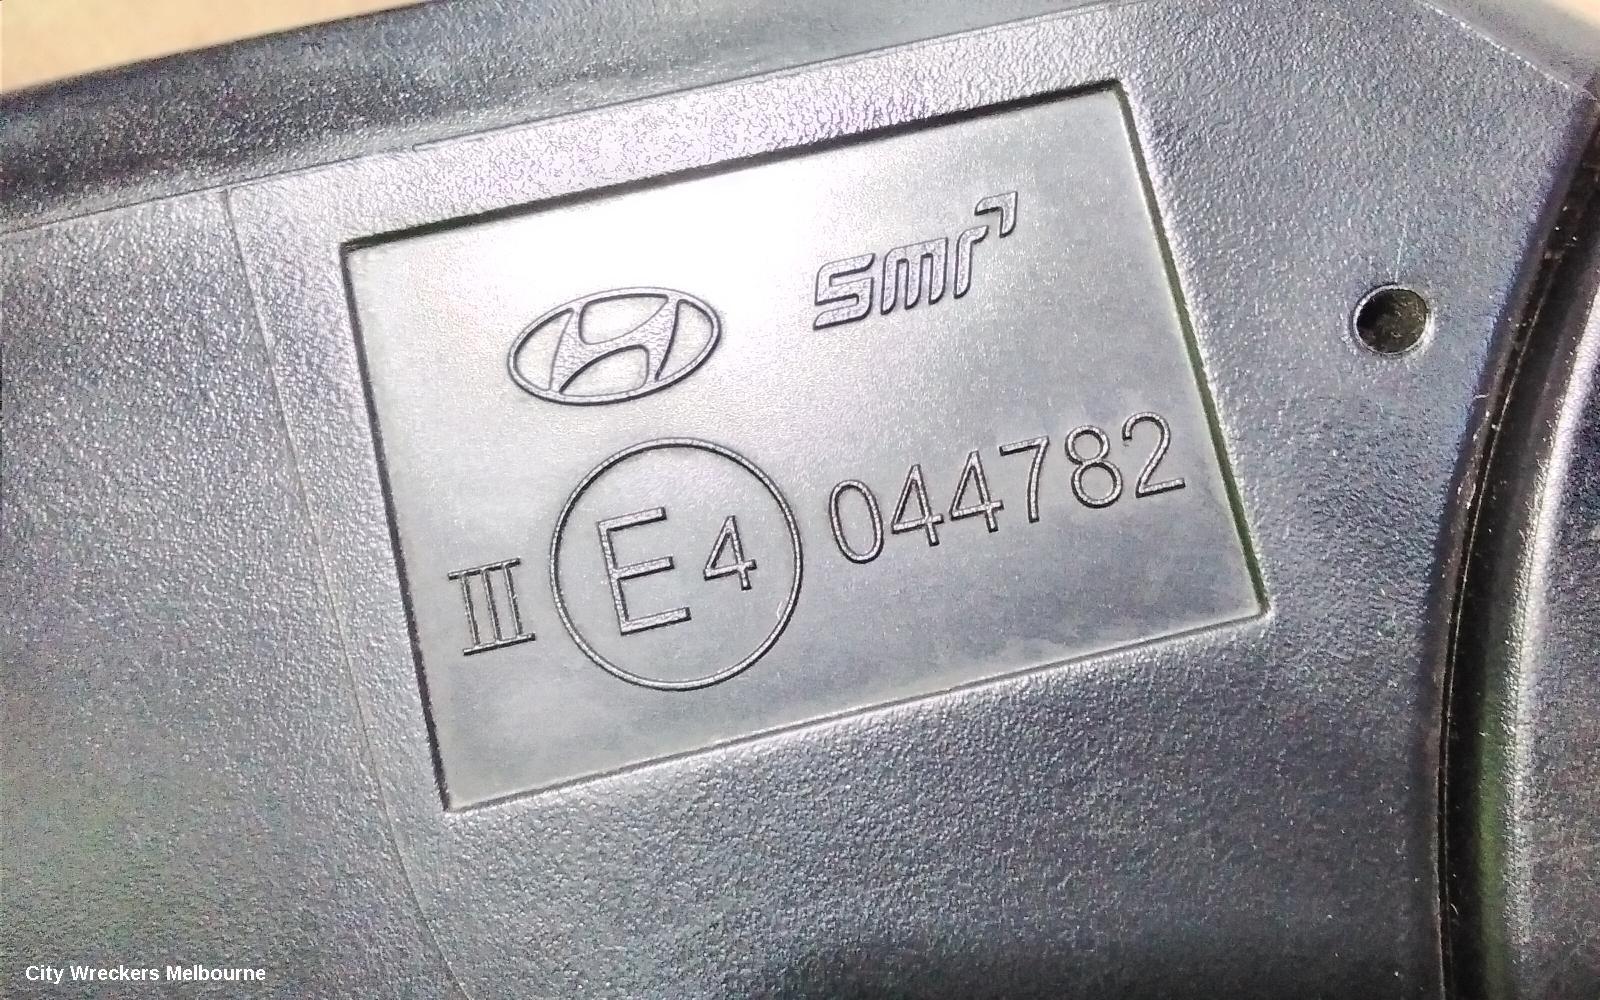 smr
III E4 044782
City Wreckers Melbourne